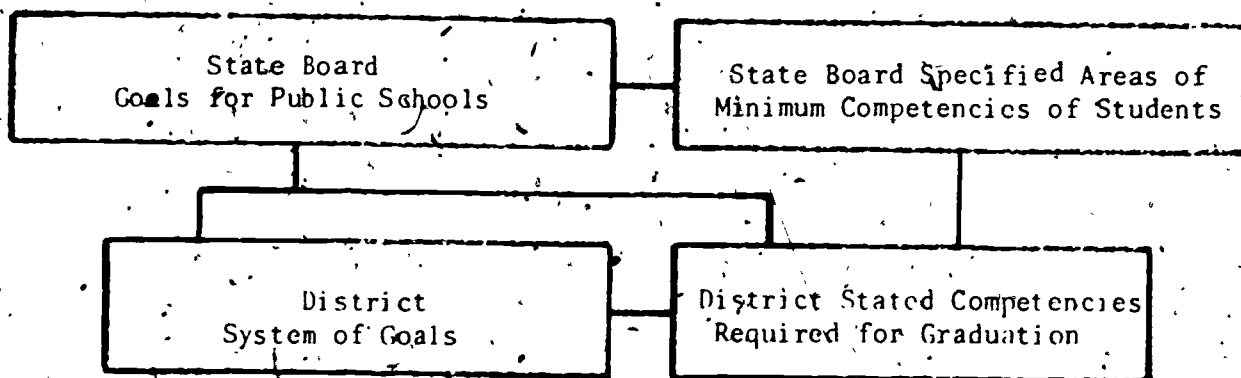 State Board
Goals for Public Schools
State Board Specified Areas of
Minimum Competencies of Students
District
System of Goals
District Stated Competencies
Required for Graduation